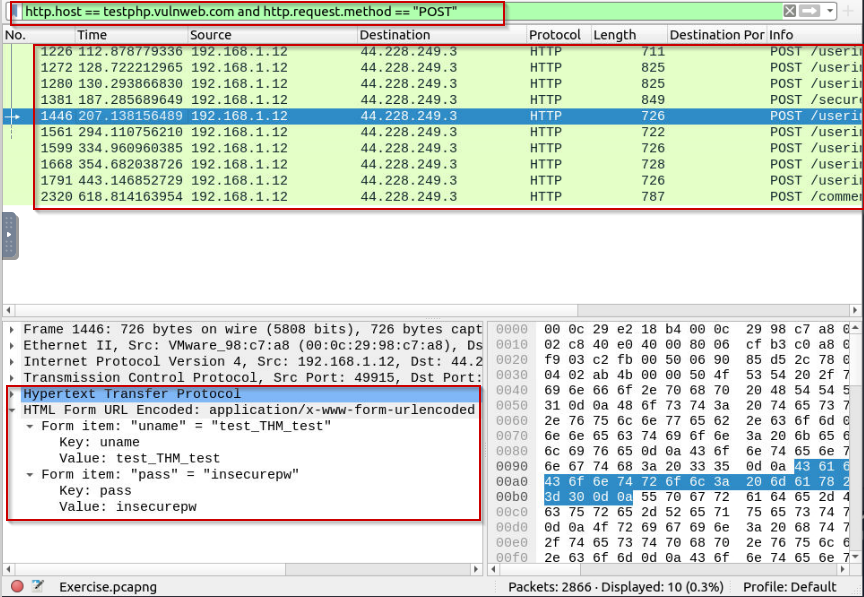 http.host == testphp.vulnweb.com and http.request.method == "POST"
No. Time Source Destination Protocol Length Destination Por Info
1226 112.878779336 192.168.1.12 44.228.249.3 HTTP 711 POST /userin
1272 128.722212965 192.168.1.12 44.228.249.3 HTTP 825 POST /userin
1280 130.293866830 192.168.1.12 44.228.249.3 HTTP 825 POST /userin
1381 187.285689649 192.168.1.12 44.228.249.3 HTTP 849 POST /secure
1446 207.138156489 192.168.1.12 44.228.249.3 HTTP 726 POST /userin
1561 294.110756210 192.168.1.12 44.228.249.3 HTTP 722 POST /userin
1599 334.960960385 192.168.1.12 44.228.249.3 HTTP 726 POST /userin
1668 354.682038726 192.168.1.12 44.228.249.3 HTTP 728 POST /userin
1791 443.146852729 192.168.1.12 44.228.249.3 HTTP 726 POST /userin
2320 618.814163954 192.168.1.12 44.228.249.3 HTTP 787 POST /commen
Frame 1446: 726 bytes on wire (5808 bits), 726 bytes capt
Ethernet II, Src: VMware_98:c7:a8 (00:0c:29:98:c7:a8), Ds
Internet Protocol Version 4, Src: 192.168.1.12, Dst: 44.2
Transmission Control Protocol, Src Port: 49915, Dst Port:
Hypertext Transfer Protocol
HTML Form URL Encoded: application/x-www-form-urlencoded
Form item: "uname" = "test_THM_test"
Key: uname
Value: test_THM_test
Form item: "pass" = "insecurepw"
Key: pass
Value: insecurepw
0000 00 0c 29 e2 18 b4 00 0c 29 98 c7 a8 0
0010 02 c8 40 e0 40 00 80 06 cf b3 c0 a8 0
0020 f9 03 c2 fb 00 50 06 90 85 d5 2c 78 0
0030 04 02 ab 4b 00 00 50 4f 53 54 20 2f 7
0040 69 6e 66 6f 2e 70 68 70 20 48 54 54 5
0050 31 0d 0a 48 6f 73 74 3a 20 74 65 73 7
0060 2e 76 75 6c 6e 77 65 62 2e 63 6f 6d 0
0070 6e 6e 65 63 74 69 6f 6e 3a 20 6b 65 6
0080 6c 69 76 65 0d 0a 43 6f 6e 74 65 6e 7
0090 6e 67 74 68 3a 20 33 35 0d 0a 43 61 6
00a0 43 6f 6e 74 72 6f 6c 3a 20 6d 61 78 2
00b0 3d 30 0d 0a 55 70 67 72 61 64 65 2d 4
00c0 63 75 72 65 2d 52 65 71 75 65 73 74 7
00d0 0d 0a 4f 72 69 67 69 6e 3a 20 68 74 7
00e0 2f 74 65 73 74 70 68 70 2e 76 75 6c 6
00f0 2e 63 6f 6d 0d 0a 43 6f 6e 74 65 6e 7
Exercise.pcapng Packets: 2866 · Displayed: 10 (0.3%) Profile: Default